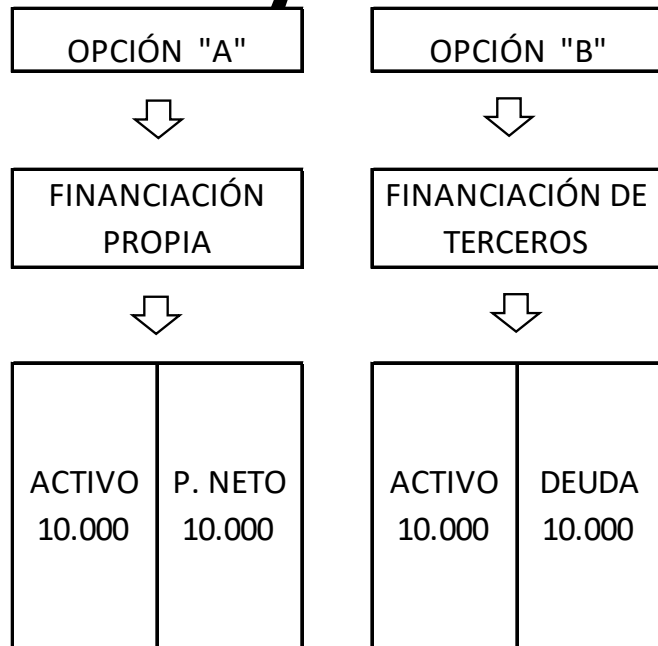 OPCIÓN "A"
FINANCIACIÓN
PROPIA
ACTIVO
10.000
P. NETO
10.000
OPCIÓN "B"
FINANCIACIÓN DE
TERCEROS
ACTIVO
10.000
DEUDA
10.000